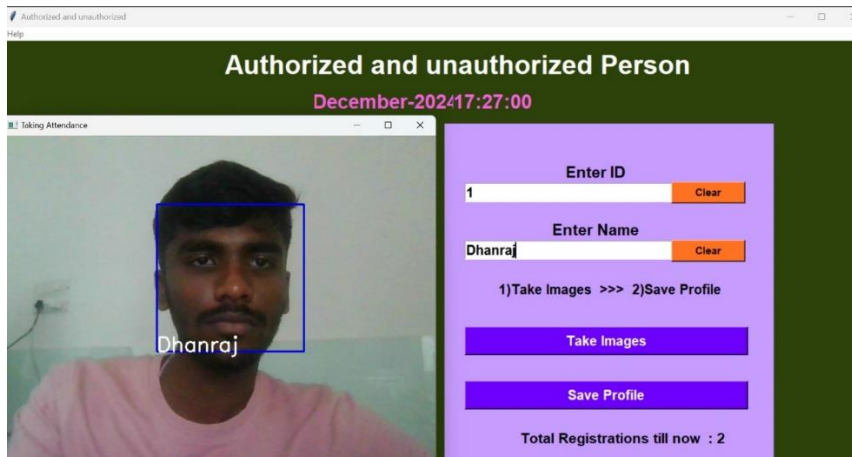 Authorized and unauthorized
Help
Authorized and unauthorized Person
December-202417:27:00
Taking Attendance
Dhanraj
Enter ID
1
Clear
Enter Name
Dhanraj
Clear
1)Take Images >>> 2)Save Profile
Take Images
Save Profile
Total Registrations till now : 2